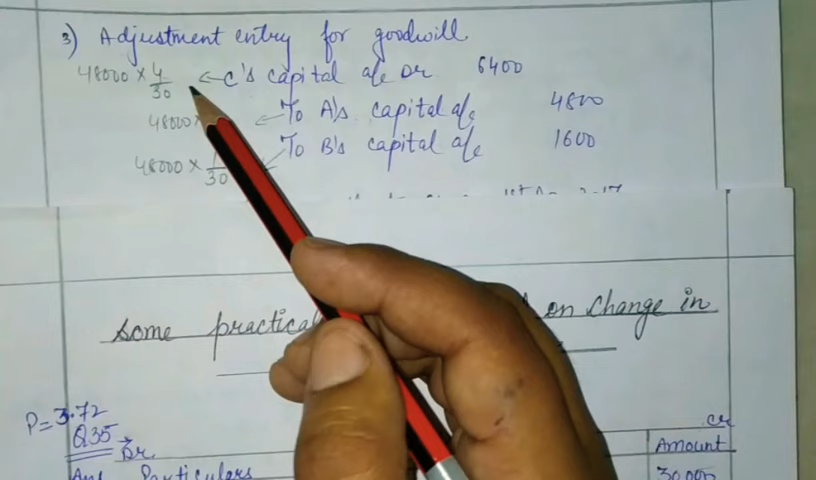 3) Adjustment entry for goodwill
48000 × 4/30 ← C's capital a/c Dr 6400
48000 × ← To A's capital a/c 4800
48000 × 1/30 ← To B's capital a/c 1600
some practical on change in
P = 3.72
Q35 Dr. cr
Ans Particulars Amount
30,000